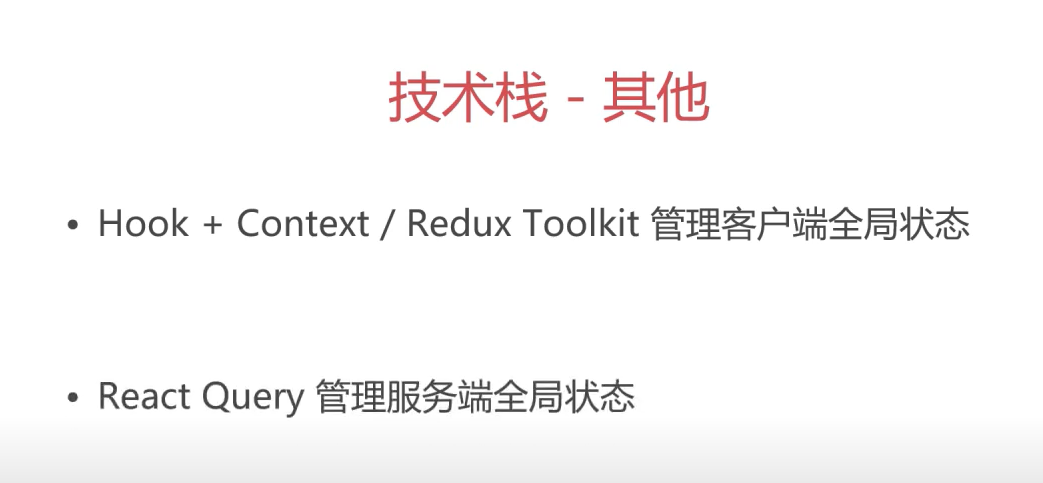 技术栈 - 其他
• Hook + Context / Redux Toolkit 管理客户端全局状态
• React Query 管理服务端全局状态